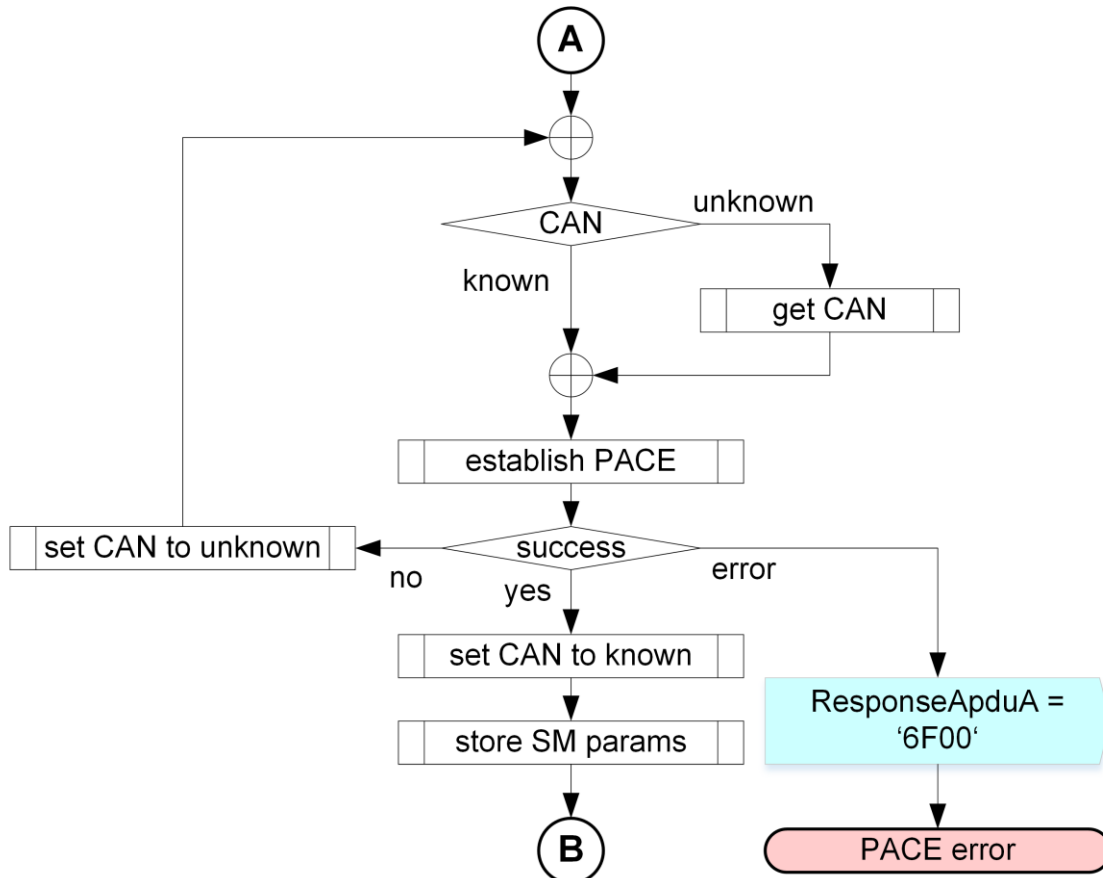 A
CAN
unknown
known
get CAN
establish PACE
set CAN to unknown
success
no
yes
error
set CAN to known
ResponseApduA =
‘6F00‘
store SM params
B
PACE error